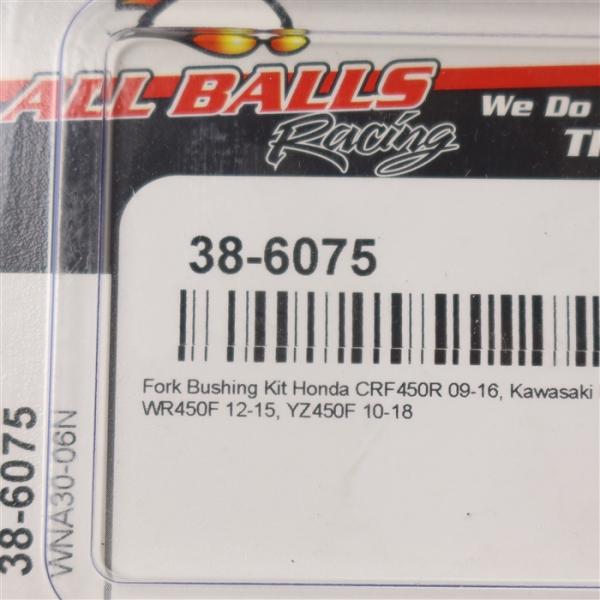 ALL BALLS
Racing
We Do
38-6075
Fork Bushing Kit Honda CRF450R 09-16, Kawasaki
WR450F 12-15, YZ450F 10-18
38-6075
WNA30-06N